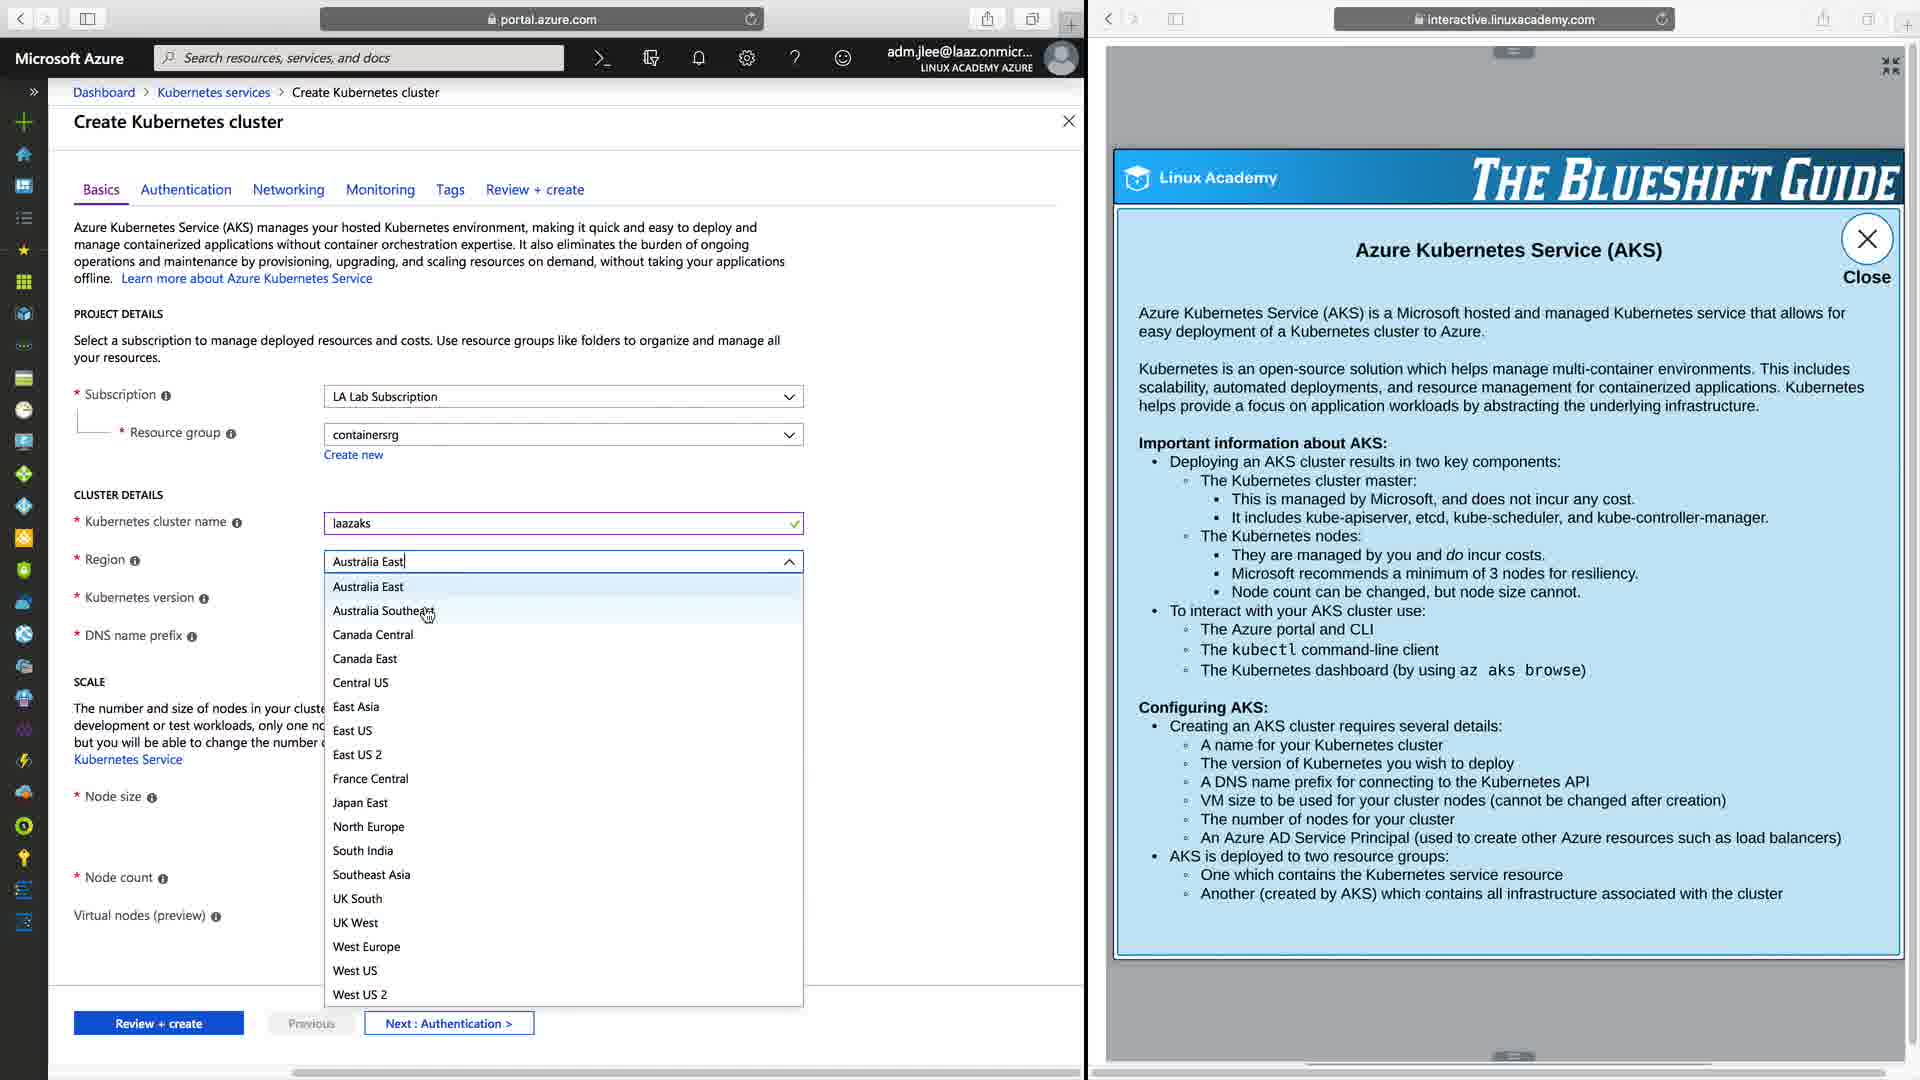 portal.azure.com
Microsoft Azure
Search resources, services, and docs
adm.jlee@laaz.onmicr...
LINUX ACADEMY AZURE
Dashboard > Kubernetes services > Create Kubernetes cluster
Create Kubernetes cluster
Basics Authentication Networking Monitoring Tags Review + create
Azure Kubernetes Service (AKS) manages your hosted Kubernetes environment, making it quick and easy to deploy and
manage containerized applications without container orchestration expertise. It also eliminates the burden of ongoing
operations and maintenance by provisioning, upgrading, and scaling resources on demand, without taking your applications
offline. Learn more about Azure Kubernetes Service
PROJECT DETAILS
Select a subscription to manage deployed resources and costs. Use resource groups like folders to organize and manage all
your resources.
* Subscription
LA Lab Subscription
* Resource group
containersrg
Create new
CLUSTER DETAILS
* Kubernetes cluster name
laazaks
* Region
Australia East
* Kubernetes version
* DNS name prefix
Australia East
Australia Southeast
Canada Central
Canada East
Central US
East Asia
East US
East US 2
France Central
Japan East
North Europe
South India
Southeast Asia
UK South
UK West
West Europe
West US
West US 2
SCALE
The number and size of nodes in your cluste
development or test workloads, only one no
but you will be able to change the number
Kubernetes Service
* Node size
* Node count
Virtual nodes (preview)
Review + create
Previous
Next : Authentication >
interactive.linuxacademy.com
Linux Academy
THE BLUESHIFT GUIDE
Azure Kubernetes Service (AKS)
Close
Azure Kubernetes Service (AKS) is a Microsoft hosted and managed Kubernetes service that allows for
easy deployment of a Kubernetes cluster to Azure.
Kubernetes is an open-source solution which helps manage multi-container environments. This includes
scalability, automated deployments, and resource management for containerized applications. Kubernetes
helps provide a focus on application workloads by abstracting the underlying infrastructure.
Important information about AKS:
• Deploying an AKS cluster results in two key components:
◦ The Kubernetes cluster master:
▪ This is managed by Microsoft, and does not incur any cost.
▪ It includes kube-apiserver, etcd, kube-scheduler, and kube-controller-manager.
◦ The Kubernetes nodes:
▪ They are managed by you and do incur costs.
▪ Microsoft recommends a minimum of 3 nodes for resiliency.
▪ Node count can be changed, but node size cannot.
• To interact with your AKS cluster use:
◦ The Azure portal and CLI
◦ The kubectl command-line client
◦ The Kubernetes dashboard (by using az aks browse)
Configuring AKS:
• Creating an AKS cluster requires several details:
◦ A name for your Kubernetes cluster
◦ The version of Kubernetes you wish to deploy
◦ A DNS name prefix for connecting to the Kubernetes API
◦ VM size to be used for your cluster nodes (cannot be changed after creation)
◦ The number of nodes for your cluster
◦ An Azure AD Service Principal (used to create other Azure resources such as load balancers)
• AKS is deployed to two resource groups:
◦ One which contains the Kubernetes service resource
◦ Another (created by AKS) which contains all infrastructure associated with the cluster